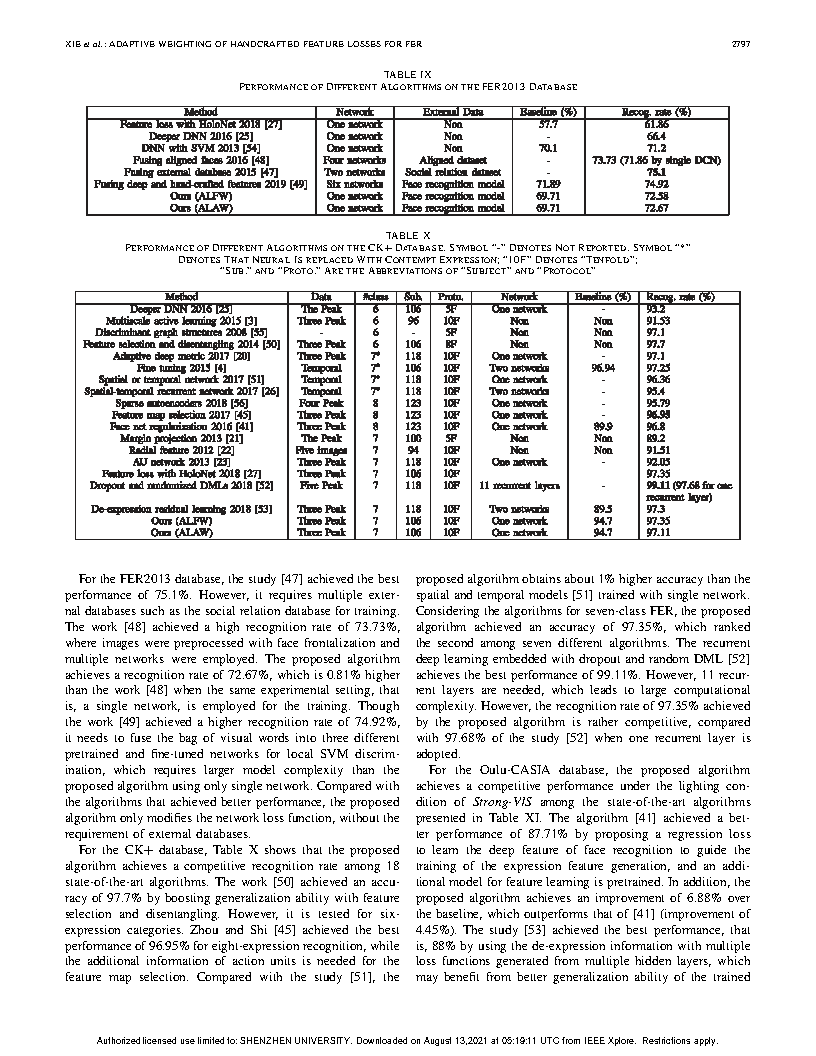 XIE et al.: ADAPTIVE WEIGHTING OF HANDCRAFTED FEATURE LOSSES FOR FER 2797
TABLE IX
PERFORMANCE OF DIFFERENT ALGORITHMS ON THE FER2013 DATABASE
Method Network External Data Baseline (%) Recog. rate (%)
Feature loss with HoloNet 2018 [27] One network Non 57.7 61.86
Deeper DNN 2016 [25] One network Non - 66.4
DNN with SVM 2013 [54] One network Non 70.1 71.2
Fusing aligned faces 2016 [48] Four networks Aligned dataset - 73.73 (71.86 by single DCN)
Fusing external database 2015 [47] Two networks Social relation dataset - 75.1
Fusing deep and hand-crafted features 2019 [49] Six networks Face recognition model 71.89 74.92
Ours (ALFW) One network Face recognition model 69.71 72.58
Ours (ALAW) One network Face recognition model 69.71 72.67
TABLE X
PERFORMANCE OF DIFFERENT ALGORITHMS ON THE CK+ DATABASE. SYMBOL "-" DENOTES NOT REPORTED. SYMBOL "*"
DENOTES THAT NEURAL IS REPLACED WITH CONTEMPT EXPRESSION; "10F" DENOTES "TENFOLD";
"SUB." AND "PROTO." ARE THE ABBREVIATIONS OF "SUBJECT" AND "PROTOCOL"
Method Data #class Sub. Proto. Network Baseline (%) Recog. rate (%)
Deeper DNN 2016 [25] The Peak 6 106 5F One network - 93.2
Multiscale active learning 2015 [3] Three Peak 6 96 10F Non Non 91.53
Discriminant graph structures 2008 [55] - 6 - 5F Non Non 97.1
Feature selection and disentangling 2014 [50] Three Peak 6 106 8F Non Non 97.7
Adaptive deep metric 2017 [20] Three Peak 7* 118 10F One network - 97.1
Fine tuning 2015 [4] Temporal 7* 106 10F Two networks 96.94 97.25
Spatial or temporal network 2017 [51] Temporal 7* 118 10F One network - 96.36
Spatial-temporal recurrent network 2017 [26] Temporal 7* 118 10F Two networks - 95.4
Sparse autoencoders 2018 [56] Four Peak 8 123 10F One network - 95.79
Feature map selection 2017 [45] Three Peak 8 123 10F One network - 96.95
Face net regularization 2016 [41] Three Peak 8 123 10F One network 89.9 96.8
Margin projection 2013 [21] The Peak 7 100 5F Non Non 89.2
Radial feature 2012 [22] Five images 7 94 10F Non Non 91.51
AU network 2013 [23] Three Peak 7 118 10F One network - 92.05
Feature loss with HoloNet 2018 [27] Three Peak 7 106 10F 97.35
Dropout and randomized DMLs 2018 [52] Five Peak 7 118 10F 11 recurrent layers - 99.11 (97.68 for one
recurrent layer)
De-expression residual learning 2018 [53] Three Peak 7 118 10F Two networks 89.5 97.3
Ours (ALFW) Three Peak 7 106 10F One network 94.7 97.35
Ours (ALAW) Three Peak 7 106 10F One network 94.7 97.11
For the FER2013 database, the study [47] achieved the best
performance of 75.1%. However, it requires multiple exter-
nal databases such as the social relation database for training.
The work [48] achieved a high recognition rate of 73.73%,
where images were preprocessed with face frontalization and
multiple networks were employed. The proposed algorithm
achieves a recognition rate of 72.67%, which is 0.81% higher
than the work [48] when the same experimental setting, that
is, a single network, is employed for the training. Though
the work [49] achieved a higher recognition rate of 74.92%,
it needs to fuse the bag of visual words into three different
pretrained and fine-tuned networks for local SVM discrim-
ination, which requires larger model complexity than the
proposed algorithm using only single network. Compared with
the algorithms that achieved better performance, the proposed
algorithm only modifies the network loss function, without the
requirement of external databases.
For the CK+ database, Table X shows that the proposed
algorithm achieves a competitive recognition rate among 18
state-of-the-art algorithms. The work [50] achieved an accu-
racy of 97.7% by boosting generalization ability with feature
selection and disentangling. However, it is tested for six-
expression categories. Zhou and Shi [45] achieved the best
performance of 96.95% for eight-expression recognition, while
the additional information of action units is needed for the
feature map selection. Compared with the study [51], the
proposed algorithm obtains about 1% higher accuracy than the
spatial and temporal models [51] trained with single network.
Considering the algorithms for seven-class FER, the proposed
algorithm achieved an accuracy of 97.35%, which ranked
the second among seven different algorithms. The recurrent
deep learning embedded with dropout and random DML [52]
achieves the best performance of 99.11%. However, 11 recur-
rent layers are needed, which leads to large computational
complexity. However, the recognition rate of 97.35% achieved
by the proposed algorithm is rather competitive, compared
with 97.68% of the study [52] when one recurrent layer is
adopted.
For the Oulu-CASIA database, the proposed algorithm
achieves a competitive performance under the lighting con-
dition of Strong-VIS among the state-of-the-art algorithms
presented in Table XI. The algorithm [41] achieved a bet-
ter performance of 87.71% by proposing a regression loss
to learn the deep feature of face recognition to guide the
training of the expression feature generation, and an addi-
tional model for feature learning is pretrained. In addition, the
proposed algorithm achieves an improvement of 6.88% over
the baseline, which outperforms that of [41] (improvement of
4.45%). The study [53] achieved the best performance, that
is, 88% by using the de-expression information with multiple
loss functions generated from multiple hidden layers, which
may benefit from better generalization ability of the trained
Authorized licensed use limited to: SHENZHEN UNIVERSITY. Downloaded on August 13,2021 at 05:19:11 UTC from IEEE Xplore. Restrictions apply.